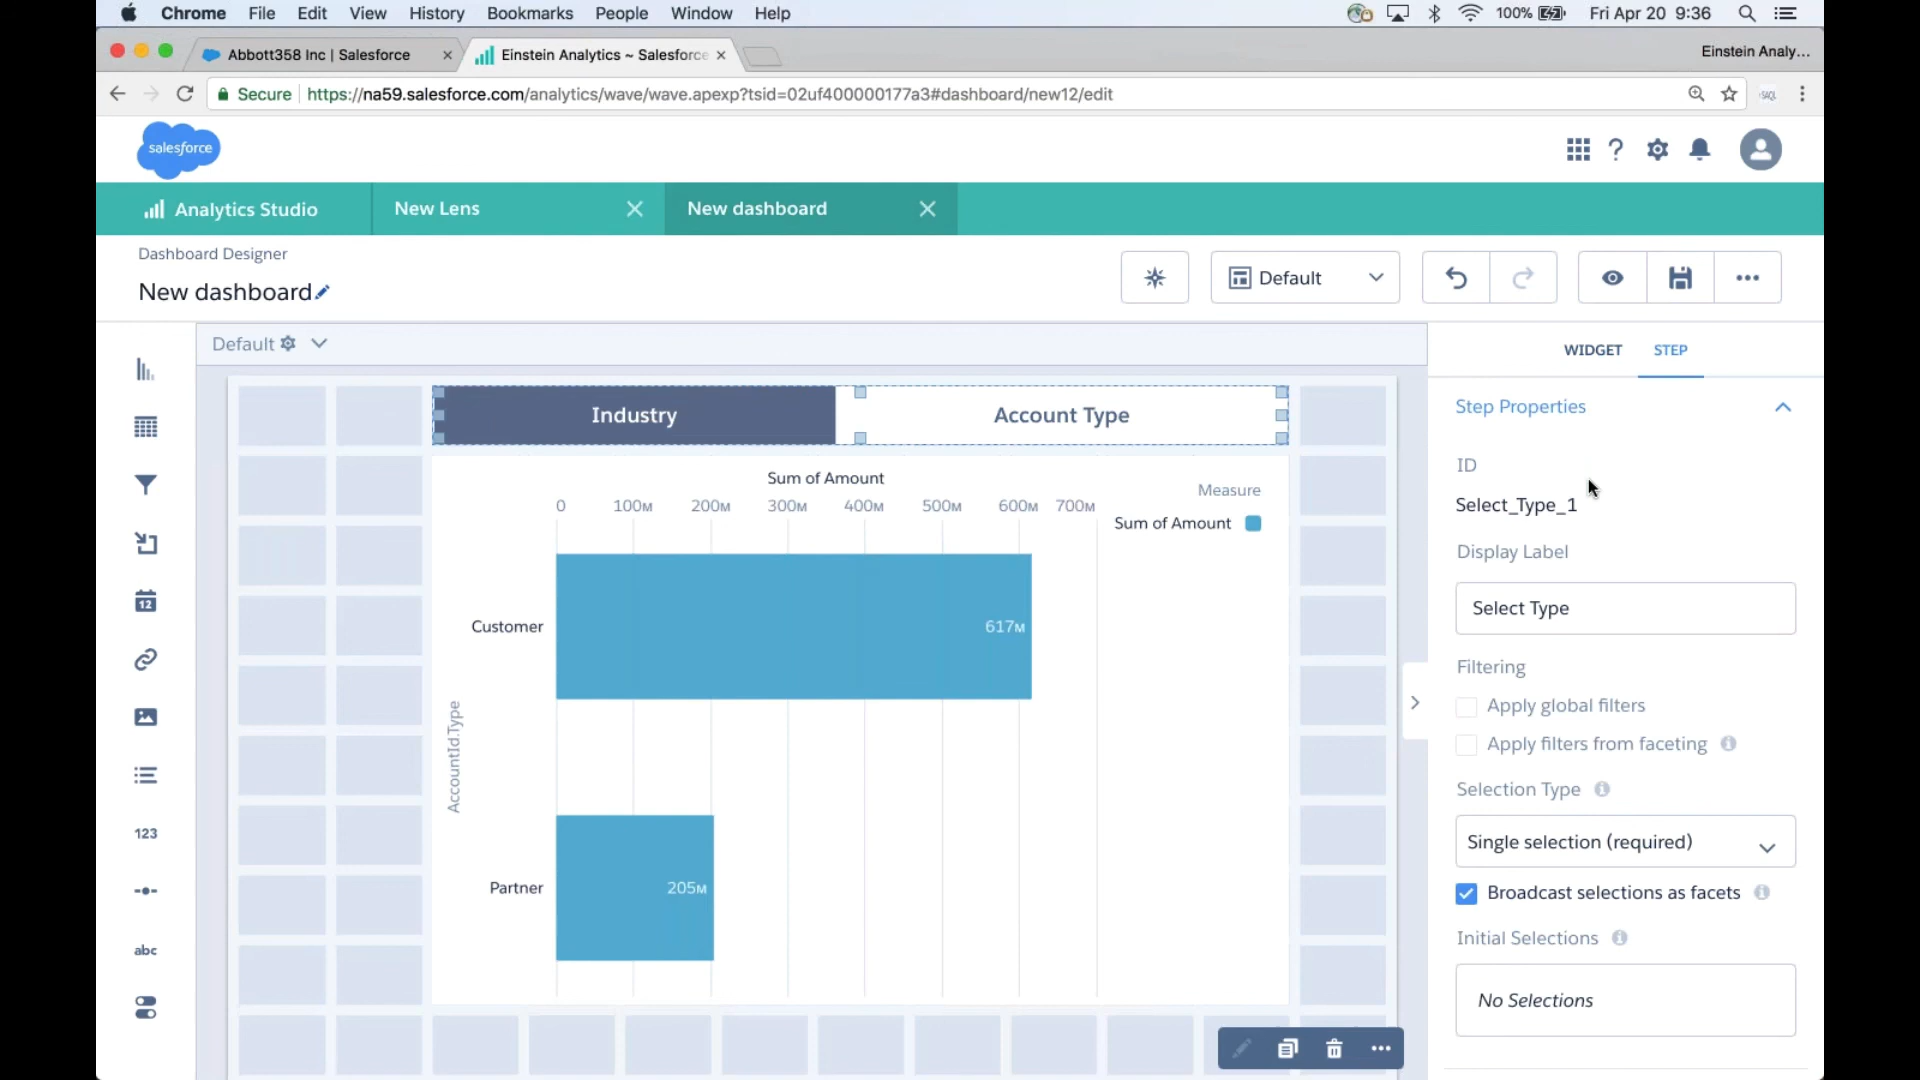 Chrome File Edit View History Bookmarks People Window Help 100% Fri Apr 20 9:36
Abbott358 Inc | Salesforce Einstein Analytics ~ Salesforce Einstein Analy...
Secure https://na59.salesforce.com/analytics/wave/wave.apexp?tsid=02uf400000177a3#dashboard/new12/edit SAQL
salesforce
Analytics Studio New Lens New dashboard
Dashboard Designer
New dashboard
Default
Default
WIDGET STEP
Industry Account Type
Step Properties
Sum of Amount
0 100M 200M 300M 400M 500M 600M 700M
Measure
Sum of Amount
Customer
617M
AccountId.Type
Partner
205M
12
123
abc
ID
Select_Type_1
Display Label
Select Type
Filtering
Apply global filters
Apply filters from faceting
Selection Type
Single selection (required)
Broadcast selections as facets
Initial Selections
No Selections